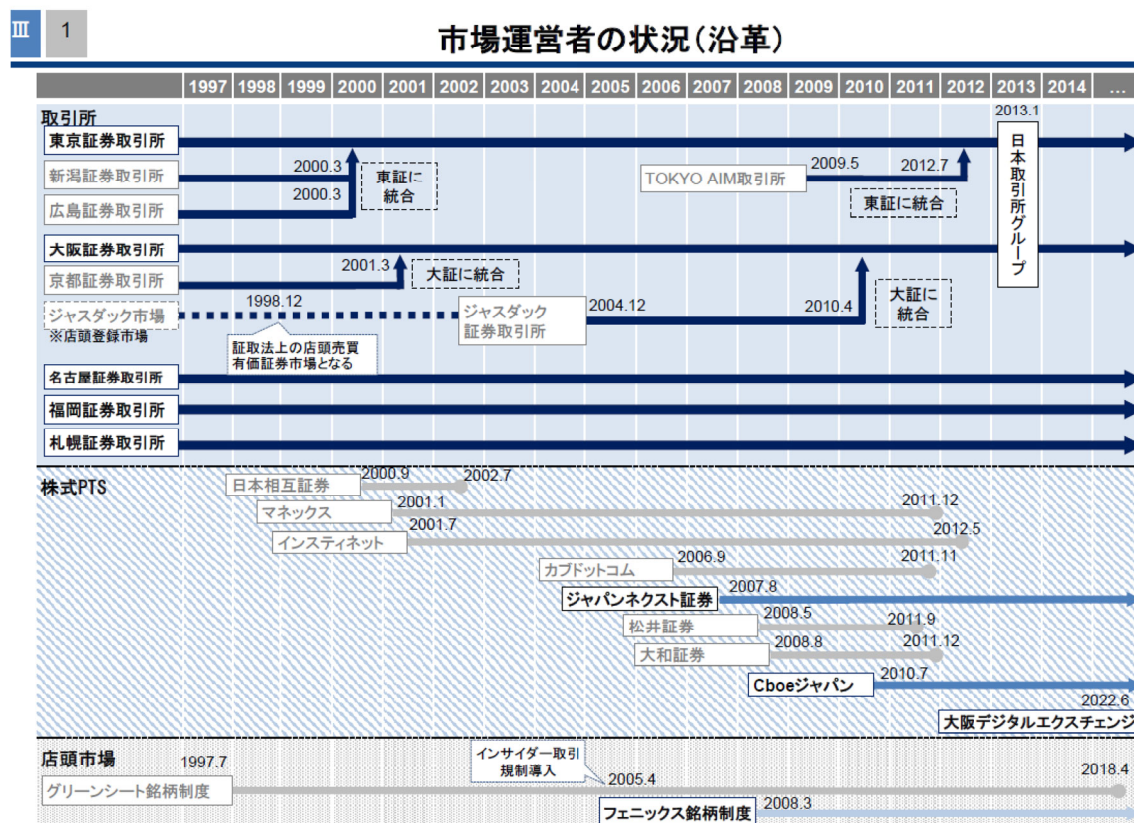 Ⅲ 1
市場運営者の状況（沿革）
1997 1998 1999 2000 2001 2002 2003 2004 2005 2006 2007 2008 2009 2010 2011 2012 2013 2014 …
取引所
2013.1
日本取引所グループ
東京証券取引所
新潟証券取引所
2000.3
広島証券取引所
2000.3
東証に
統合
TOKYO AIM取引所
2009.5
2012.7
東証に統合
大阪証券取引所
京都証券取引所
2001.3
大証に統合
ジャスダック市場
※店頭登録市場
1998.12
証取法上の店頭売買
有価証券市場となる
ジャスダック
証券取引所
2004.12
2010.4
大証に
統合
名古屋証券取引所
福岡証券取引所
札幌証券取引所
株式PTS
日本相互証券
2000.9
2002.7
マネックス
2001.1
2011.12
インスティネット
2001.7
2012.5
カブドットコム
2006.9
2011.11
ジャパンネクスト証券
2007.8
松井証券
2008.5
2011.9
大和証券
2008.8
2011.12
Cboeジャパン
2010.7
2022.6
大阪デジタルエクスチェンジ
店頭市場
1997.7
グリーンシート銘柄制度
インサイダー取引
規制導入
2005.4
2018.4
フェニックス銘柄制度
2008.3